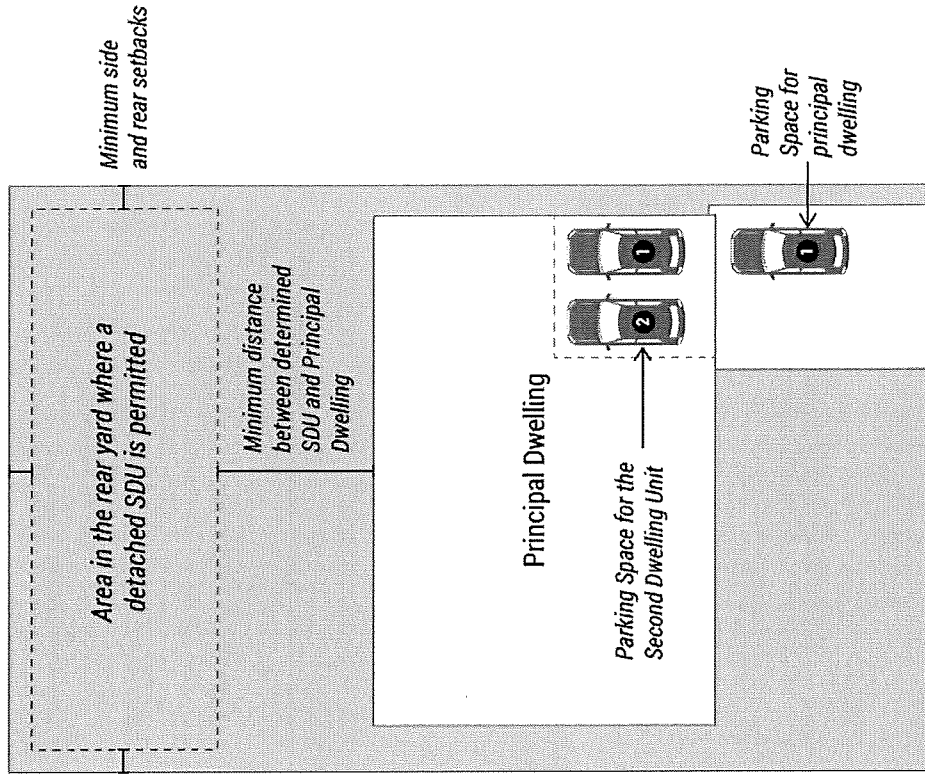 Minimum side
and rear setbacks
Area in the rear yard where a
detached SDU is permitted
Minimum distance
between determined
SDU and Principal
Dwelling
Principal Dwelling
1
2
Parking Space for the
Second Dwelling Unit
1
Parking
Space for
principal
dwelling